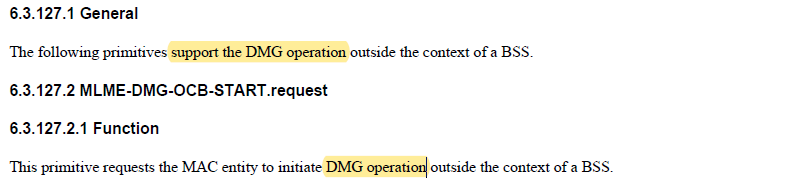 6.3.127.1 General
The following primitives support the DMG operation outside the context of a BSS.
6.3.127.2 MLME-DMG-OCB-START.request
6.3.127.2.1 Function
This primitive requests the MAC entity to initiate DMG operation outside the context of a BSS.